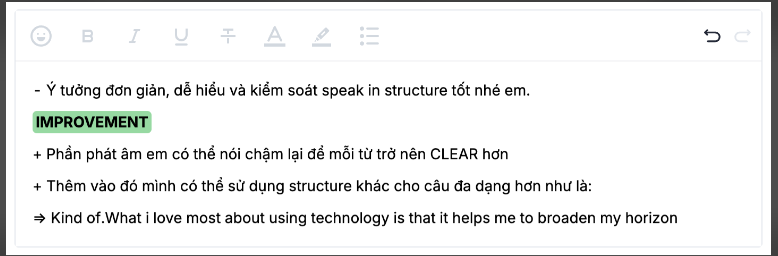 - Ý tưởng đơn giản, dễ hiểu và kiểm soát speak in structure tốt nhé em.
IMPROVEMENT
+ Phần phát âm em có thể nói chậm lại để mỗi từ trở nên CLEAR hơn
+ Thêm vào đó mình có thể sử dụng structure khác cho câu đa dạng hơn như là:
⇒ Kind of.What i love most about using technology is that it helps me to broaden my horizon